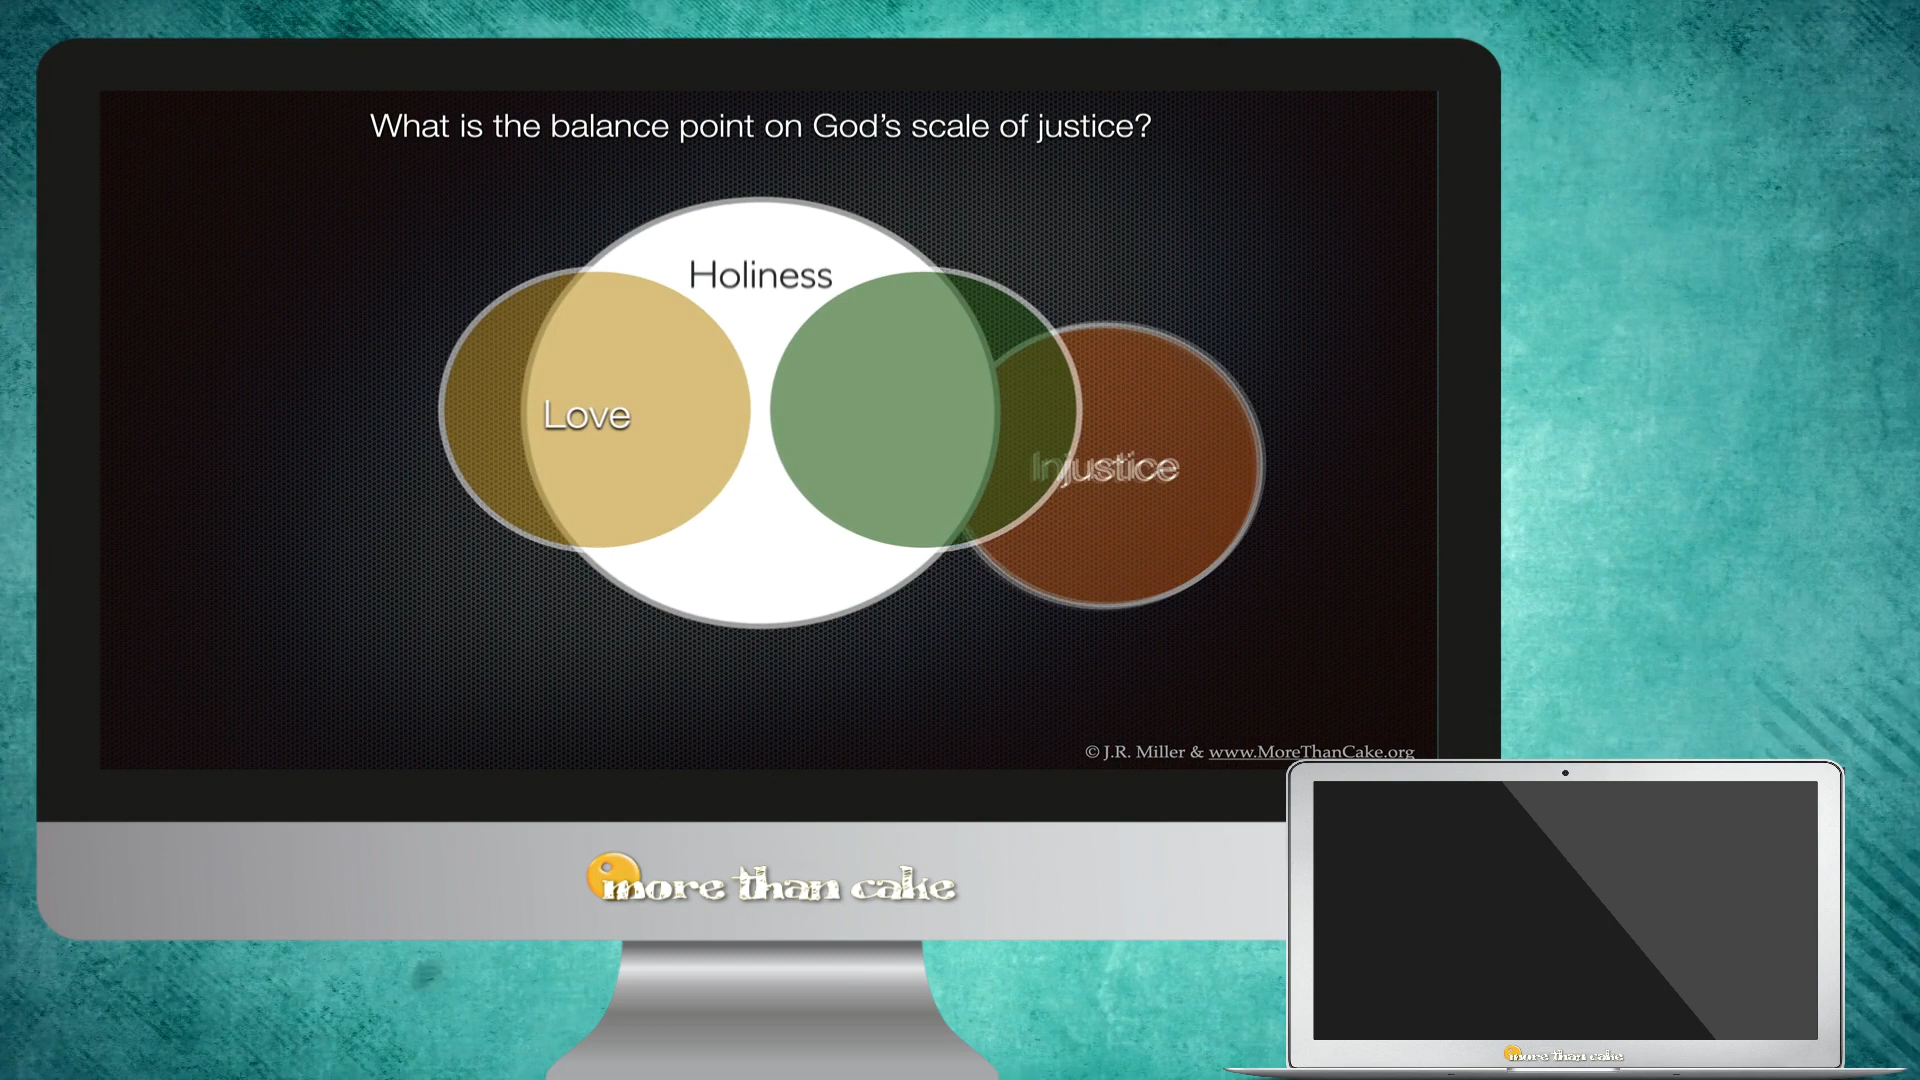 What is the balance point on God's scale of justice?
Holiness
Love
Injustice
© J.R. Miller & www.MoreThanCake.org
more than cake
more than cake